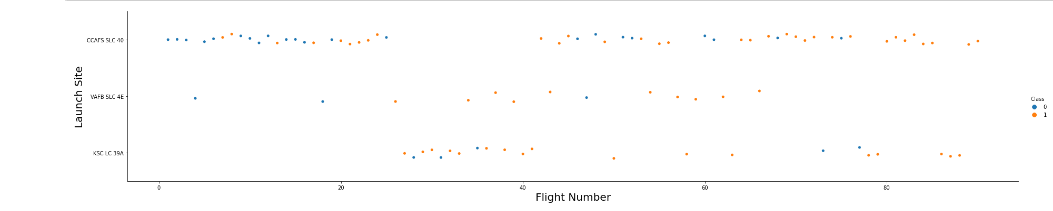 Launch Site
CCAFS SLC 40
VAFB SLC 4E
KSC LC 39A
0
20
40
60
80
Flight Number
Class
0
1